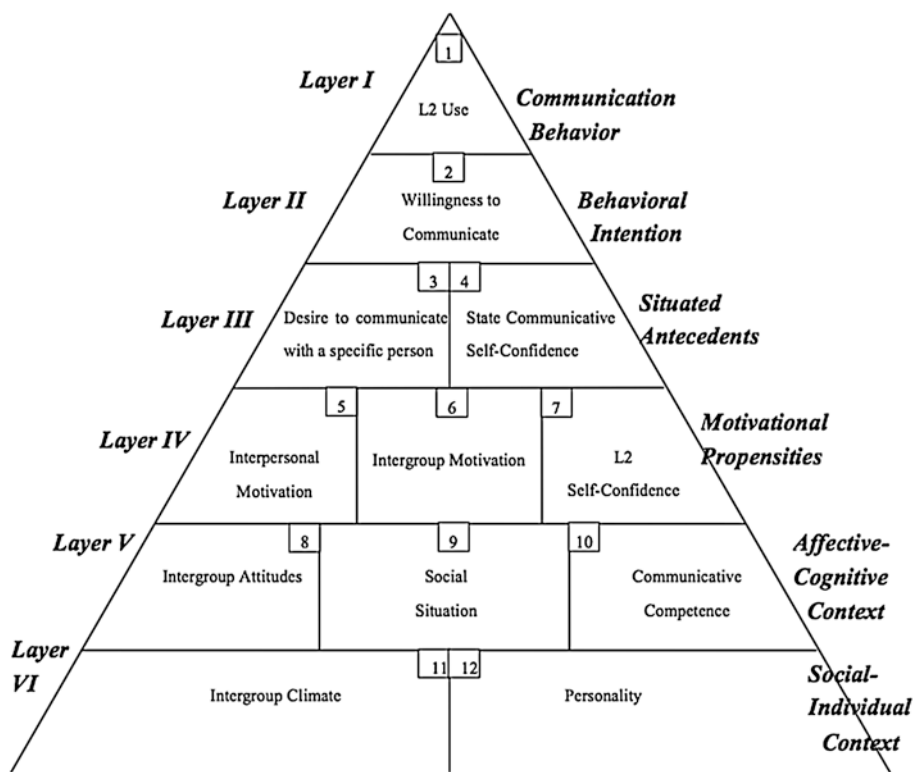 1
Layer I
L2 Use
Communication
Behavior
2
Layer II
Willingness to
Communicate
Behavioral
Intention
3
4
Layer III
Desire to communicate
with a specific person
State Communicative
Self-Confidence
Situated
Antecedents
5
6
7
Layer IV
Interpersonal
Motivation
Intergroup Motivation
L2
Self-Confidence
Motivational
Propensities
8
9
10
Layer V
Intergroup Attitudes
Social
Situation
Communicative
Competence
Affective-
Cognitive
Context
11
12
Layer
VI
Intergroup Climate
Personality
Social-
Individual
Context